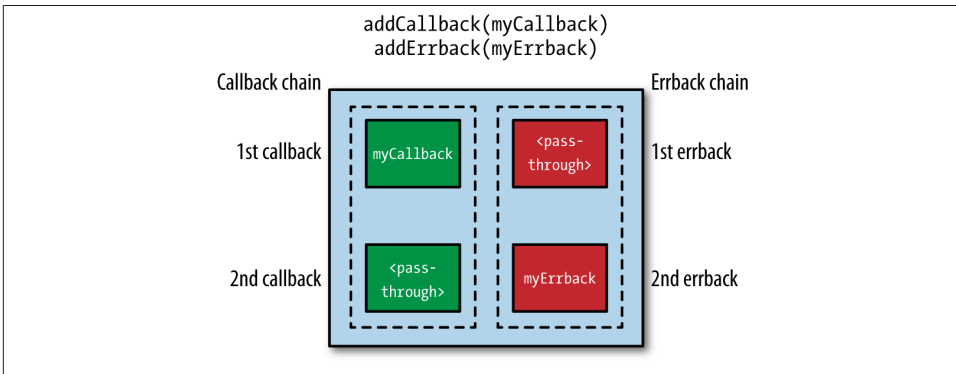 addCallback(myCallback)
addErrback(myErrback)
Callback chain
Errback chain
1st callback
myCallback
<pass-
through>
1st errback
2nd callback
<pass-
through>
myErrback
2nd errback